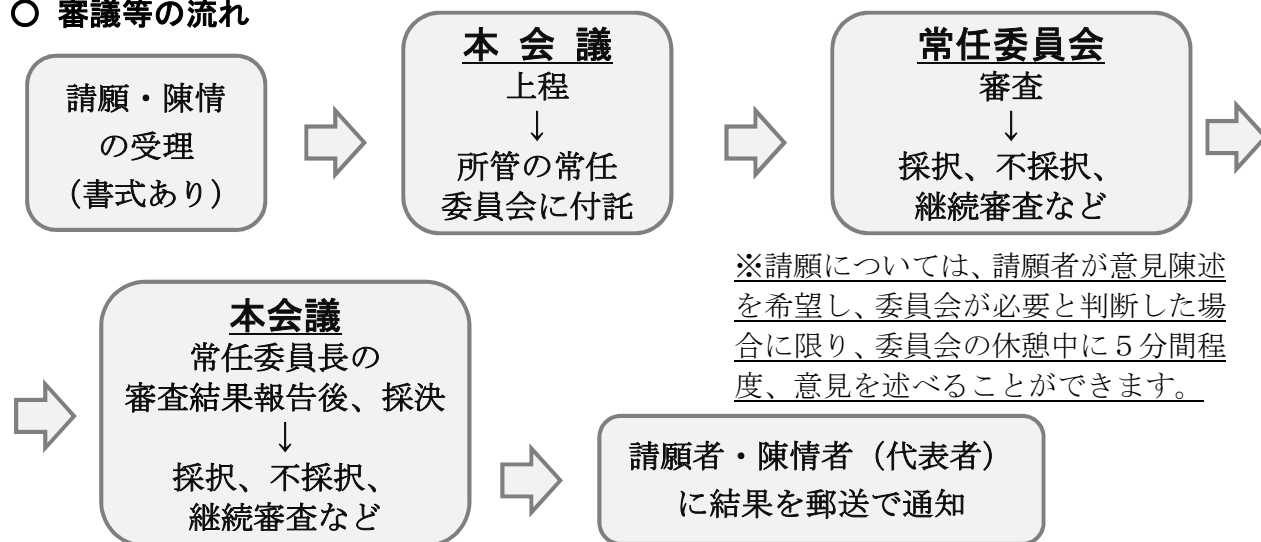 ○ 審議等の流れ
請願・陳情
の受理
(書式あり)
本 会 議
上程
↓
所管の常任
委員会に付託
常任委員会
審査
↓
採択、不採択、
継続審査など
※請願については、請願者が意見陳述
を希望し、委員会が必要と判断した場
合に限り、委員会の休憩中に5分間程
度、意見を述べることができます。
本会議
常任委員長の
審査結果報告後、採決
↓
採択、不採択、
継続審査など
請願者・陳情者(代表者)
に結果を郵送で通知